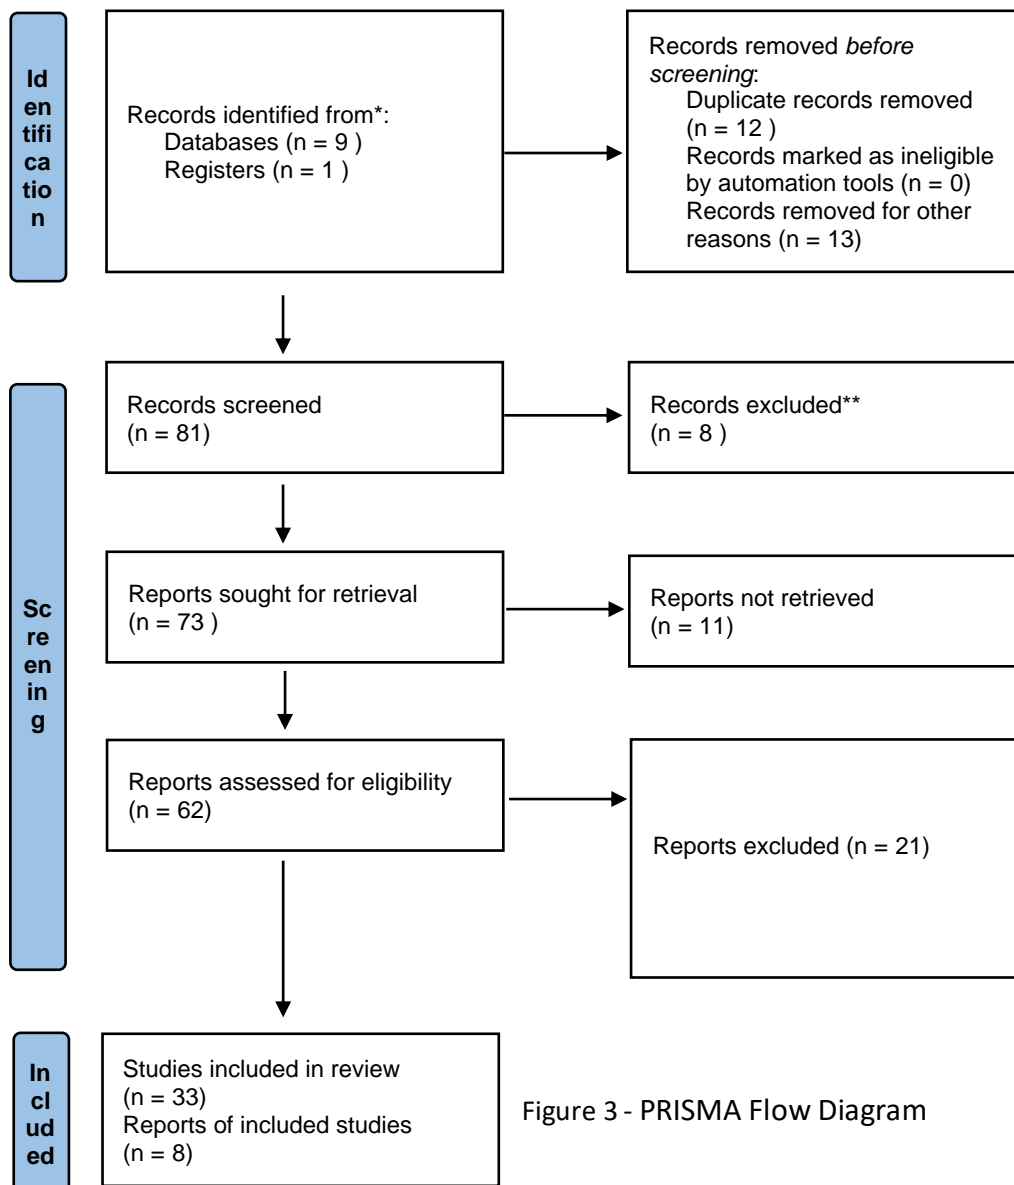 Id
en
tifi
ca
tio
n
Records identified from*:
Databases (n = 9 )
Registers (n = 1 )
Records removed before
screening:
Duplicate records removed
(n = 12 )
Records marked as ineligible
by automation tools (n = 0)
Records removed for other
reasons (n = 13)
Sc
re
en
in
g
Records screened
(n = 81)
Records excluded**
(n = 8 )
Reports sought for retrieval
(n = 73 )
Reports not retrieved
(n = 11)
Reports assessed for eligibility
(n = 62)
Reports excluded (n = 21)
In
cl
ud
ed
Studies included in review
(n = 33)
Reports of included studies
(n = 8)
Figure 3 - PRISMA Flow Diagram